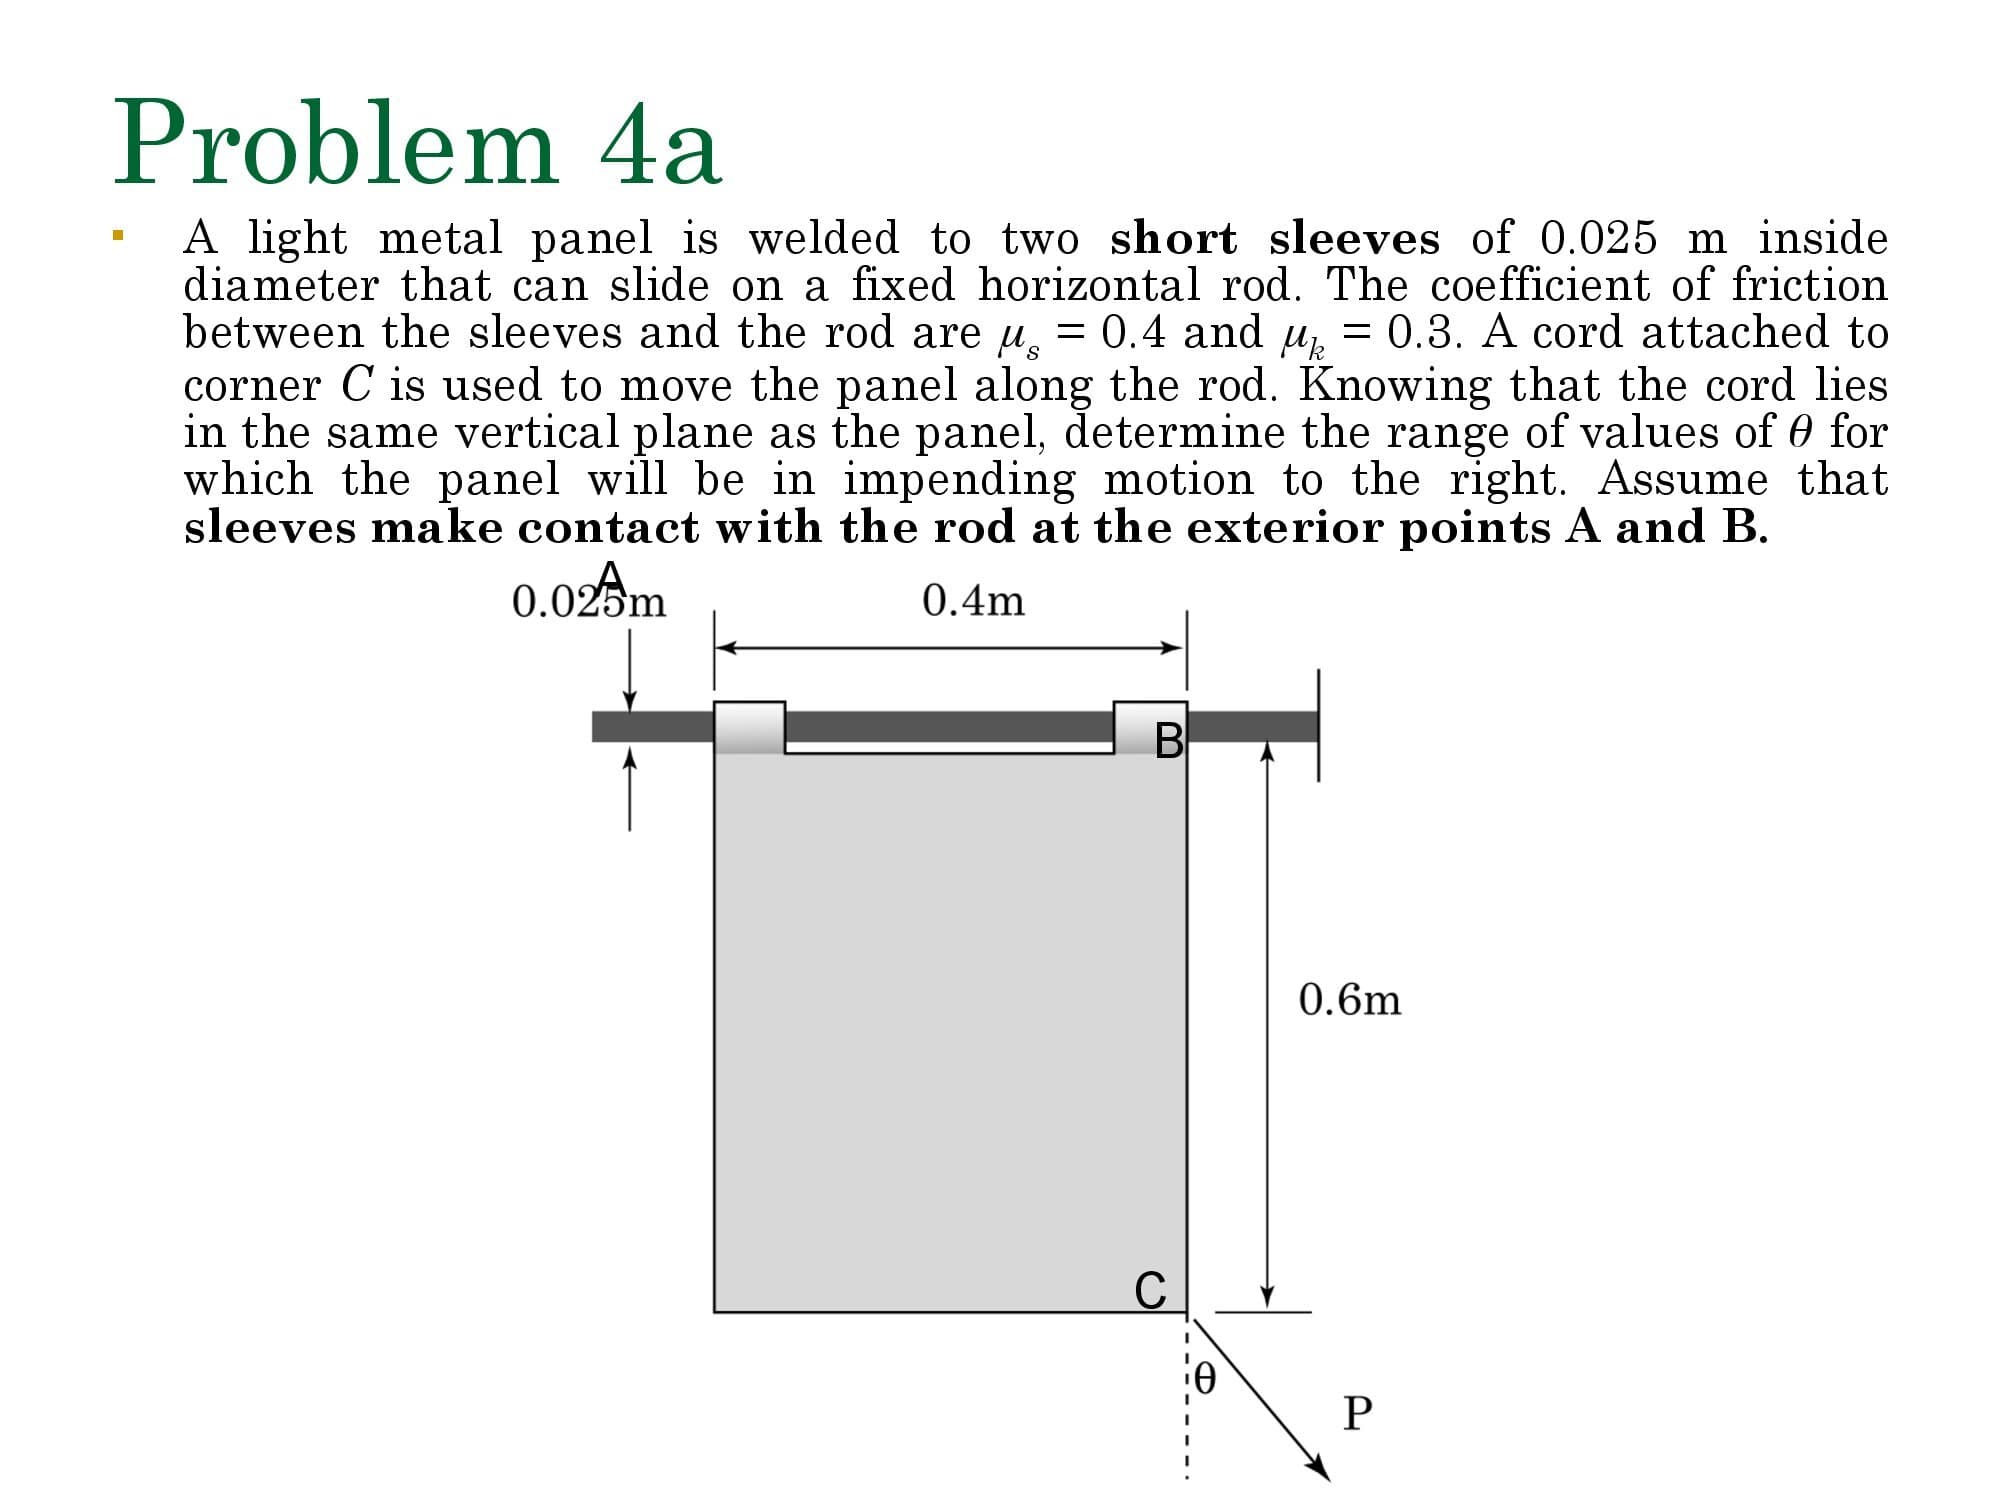 Problem 4a
▪ A light metal panel is welded to two short sleeves of 0.025 m inside
diameter that can slide on a fixed horizontal rod. The coefficient of friction
between the sleeves and the rod are μs = 0.4 and μk = 0.3. A cord attached to
corner C is used to move the panel along the rod. Knowing that the cord lies
in the same vertical plane as the panel, determine the range of values of θ for
which the panel will be in impending motion to the right. Assume that
sleeves make contact with the rod at the exterior points A and B.
A
0.025m
0.4m
B
0.6m
C
θ
P